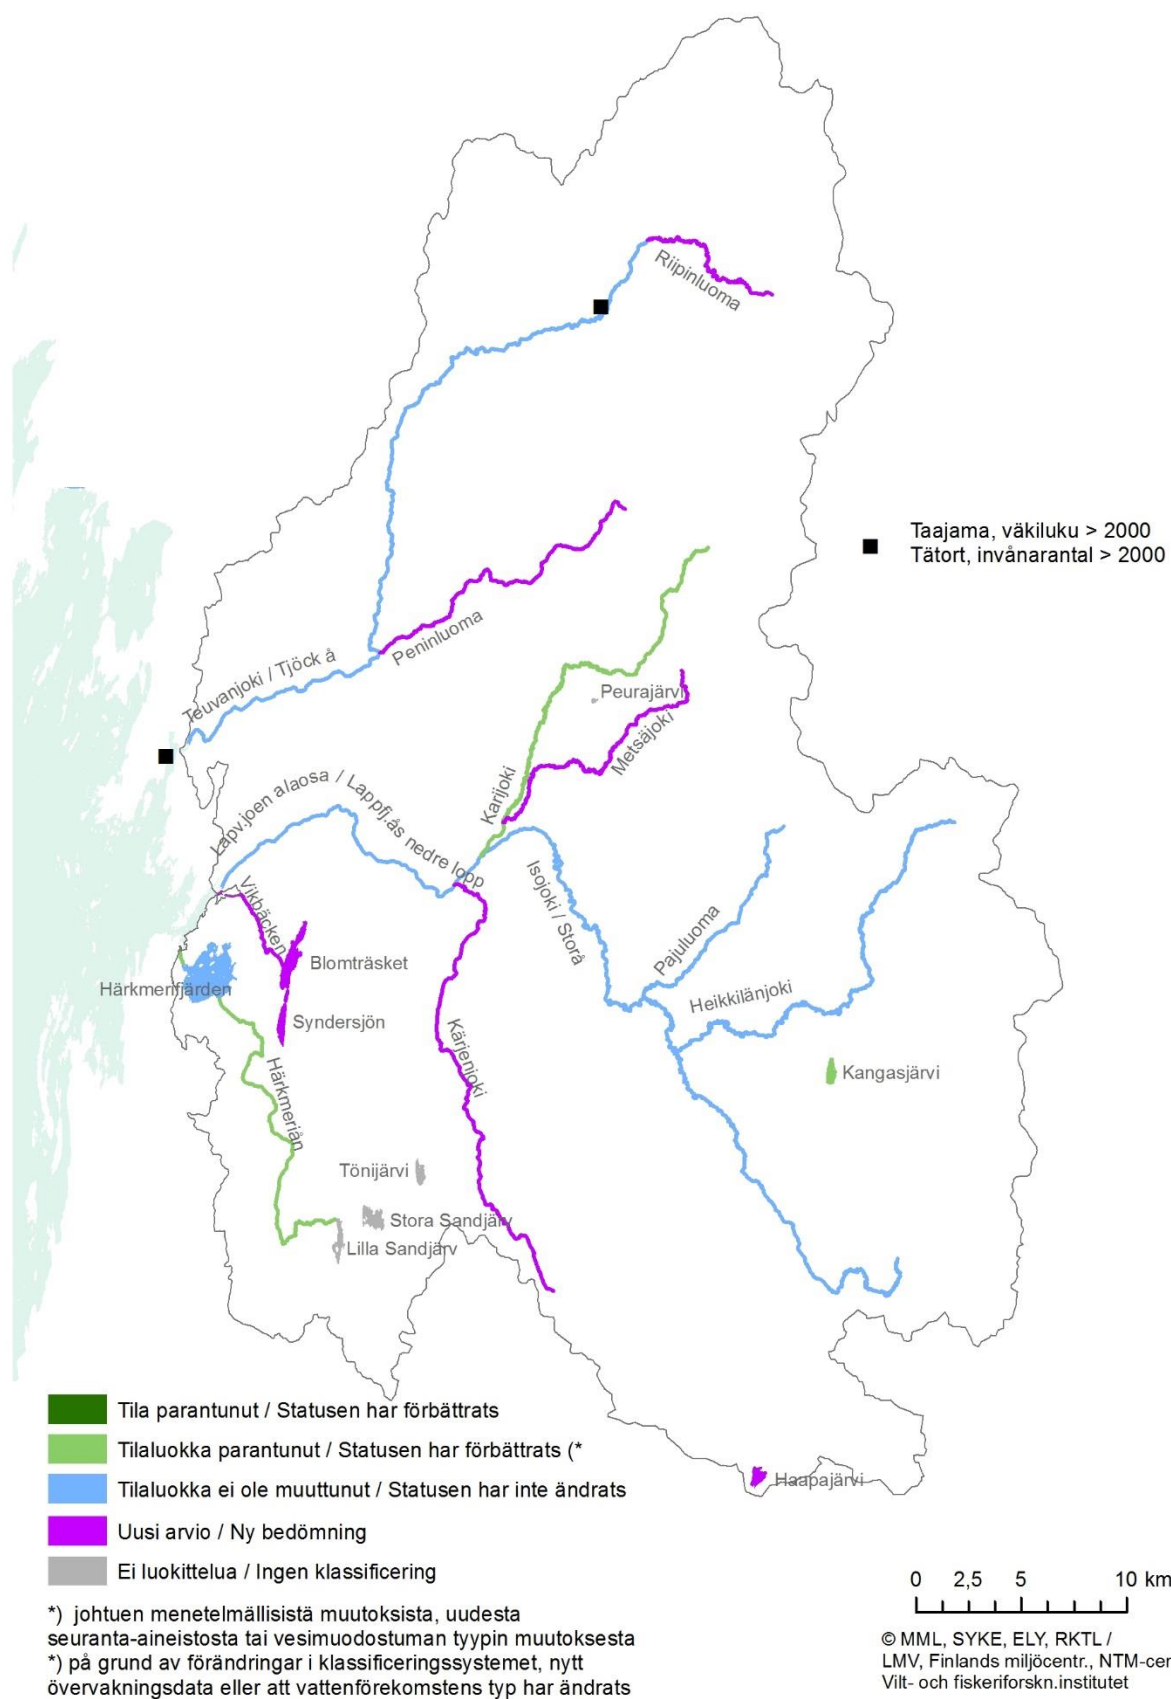 Riipinluoma
Taajama, väkiluku > 2000
Tätort, invånarantal > 2000
Peninluoma
Teuvanjoki / Tjöck å
Peurajärvi
Metsäjoki
Karijoki
Lapv.joen alaosa / Lappfj.ås nedre lopp
Isojoki / Storå
Pajuluoma
Vikbäcken
Blomträsket
Härkmerifjärden
Heikkilänjoki
Syndersjön
Kärjenjoki
Kangasjärvi
Härkmeriån
Tönijärvi
Stora Sandjärv
Lilla Sandjärv
Tila parantunut / Statusen har förbättrats
Tilaluokka parantunut / Statusen har förbättrats (*
Tilaluokka ei ole muuttunut / Statusen har inte ändrats
Haapajärvi
Uusi arvio / Ny bedömning
Ei luokittelua / Ingen klassificering
0 2,5 5 10 km
*) johtuen menetelmällisistä muutoksista, uudesta
seuranta-aineistosta tai vesimuodostuman tyypin muutoksesta
*) på grund av förändringar i klassificeringssystemet, nytt
övervakningsdata eller att vattenförekomstens typ har ändrats
© MML, SYKE, ELY, RKTL /
LMV, Finlands miljöcentr., NTM-cen
Vilt- och fiskeriforskn.institutet